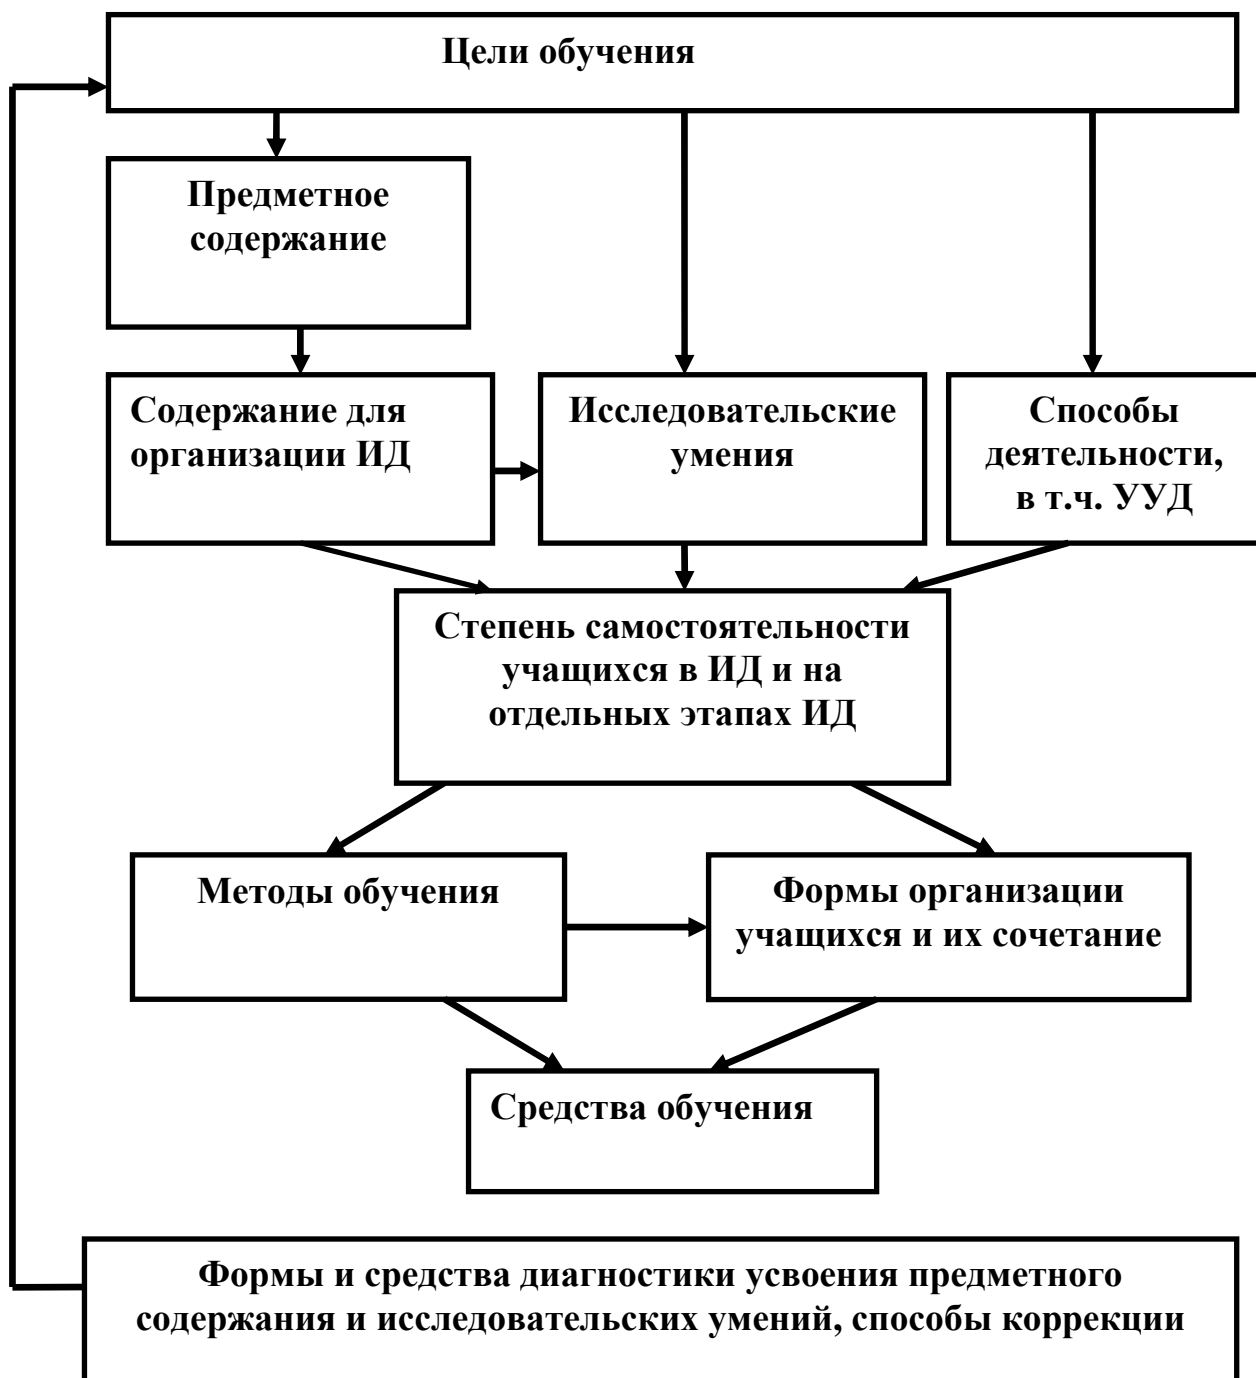 Цели обучения
Предметное
содержание
Содержание для
организации ИД
Исследовательские
умения
Способы
деятельности,
в т.ч. УУД
Степень самостоятельности
учащихся в ИД и на
отдельных этапах ИД
Методы обучения
Формы организации
учащихся и их сочетание
Средства обучения
Формы и средства диагностики усвоения предметного
содержания и исследовательских умений, способы коррекции